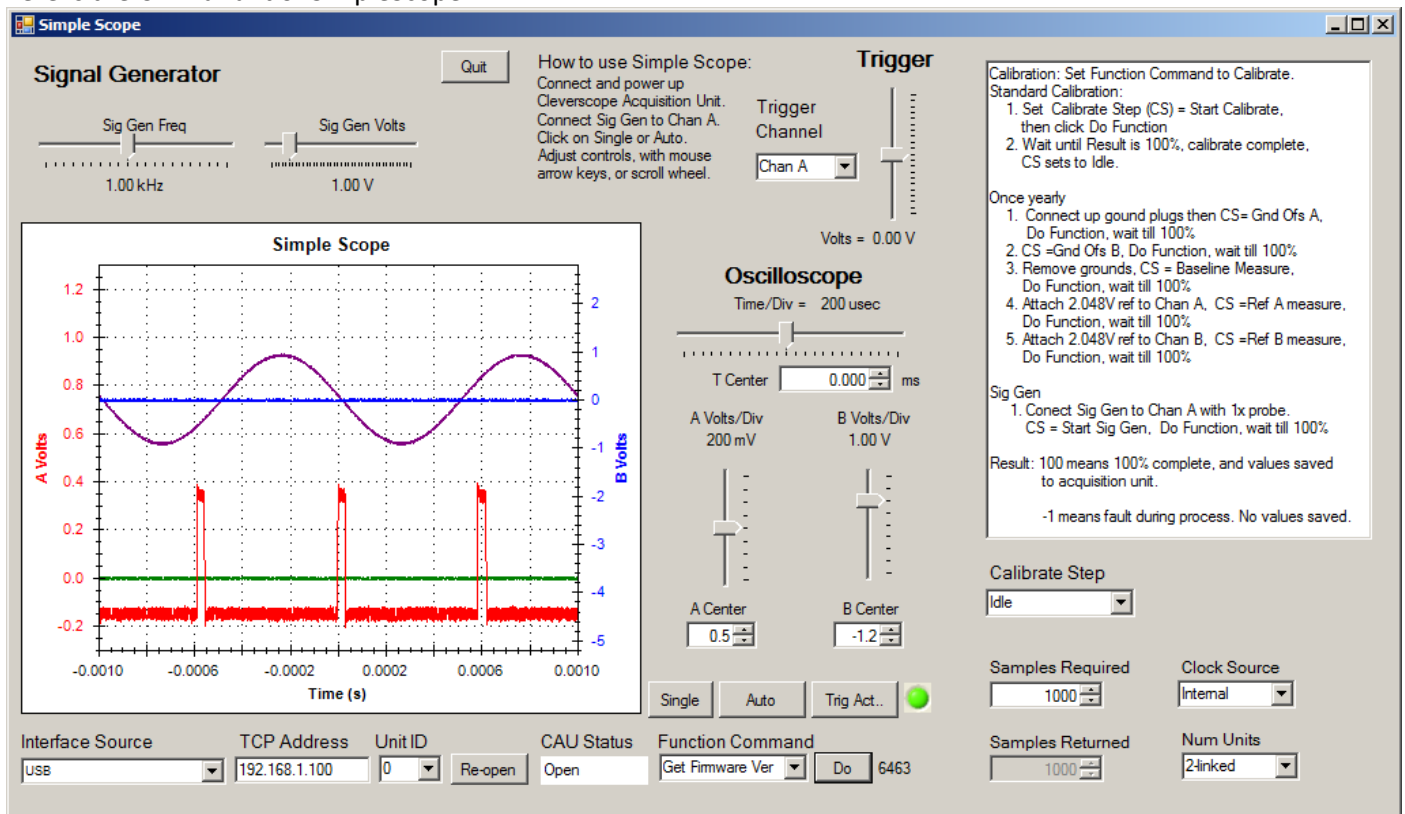 Simple Scope
Signal Generator
Quit
Sig Gen Freq
1.00 kHz
Sig Gen Volts
1.00 V
How to use Simple Scope:
Connect and power up
Cleverscope Acquisition Unit.
Connect Sig Gen to Chan A.
Click on Single or Auto.
Adjust controls, with mouse
arrow keys, or scroll wheel.
Trigger
Trigger
Channel
Chan A
Volts = 0.00 V
Simple Scope
1.2
1.0
0.8
0.6
0.4
0.2
0.0
-0.2
A Volts
2
1
0
-1
-2
-3
-4
-5
B Volts
-0.0010 -0.0006 -0.0002 0.0002 0.0006 0.0010
Time (s)
Oscilloscope
Time/Div = 200 usec
T Center 0.000 ms
A Volts/Div
200 mV
B Volts/Div
1.00 V
A Center
0.5
B Center
-1.2
Single Auto Trig Act..
Calibration: Set Function Command to Calibrate.
Standard Calibration:
1. Set Calibrate Step (CS) = Start Calibrate,
then click Do Function
2. Wait until Result is 100%, calibrate complete,
CS sets to Idle.
Once yearly
1. Connect up gound plugs then CS= Gnd Ofs A,
Do Function, wait till 100%
2. CS =Gnd Ofs B, Do Function, wait till 100%
3. Remove grounds, CS = Baseline Measure,
Do Function, wait till 100%
4. Attach 2.048V ref to Chan A, CS =Ref A measure,
Do Function, wait till 100%
5. Attach 2.048V ref to Chan B, CS =Ref B measure,
Do Function, wait till 100%
Sig Gen
1. Conect Sig Gen to Chan A with 1x probe.
CS = Start Sig Gen, Do Function, wait till 100%
Result: 100 means 100% complete, and values saved
to acquisition unit.
-1 means fault during process. No values saved.
Calibrate Step
Idle
Samples Required
1000
Clock Source
Internal
Samples Returned
1000
Num Units
2-linked
Interface Source
USB
TCP Address
192.168.1.100
Unit ID
0
Re-open
CAU Status
Open
Function Command
Get Firmware Ver
Do 6463